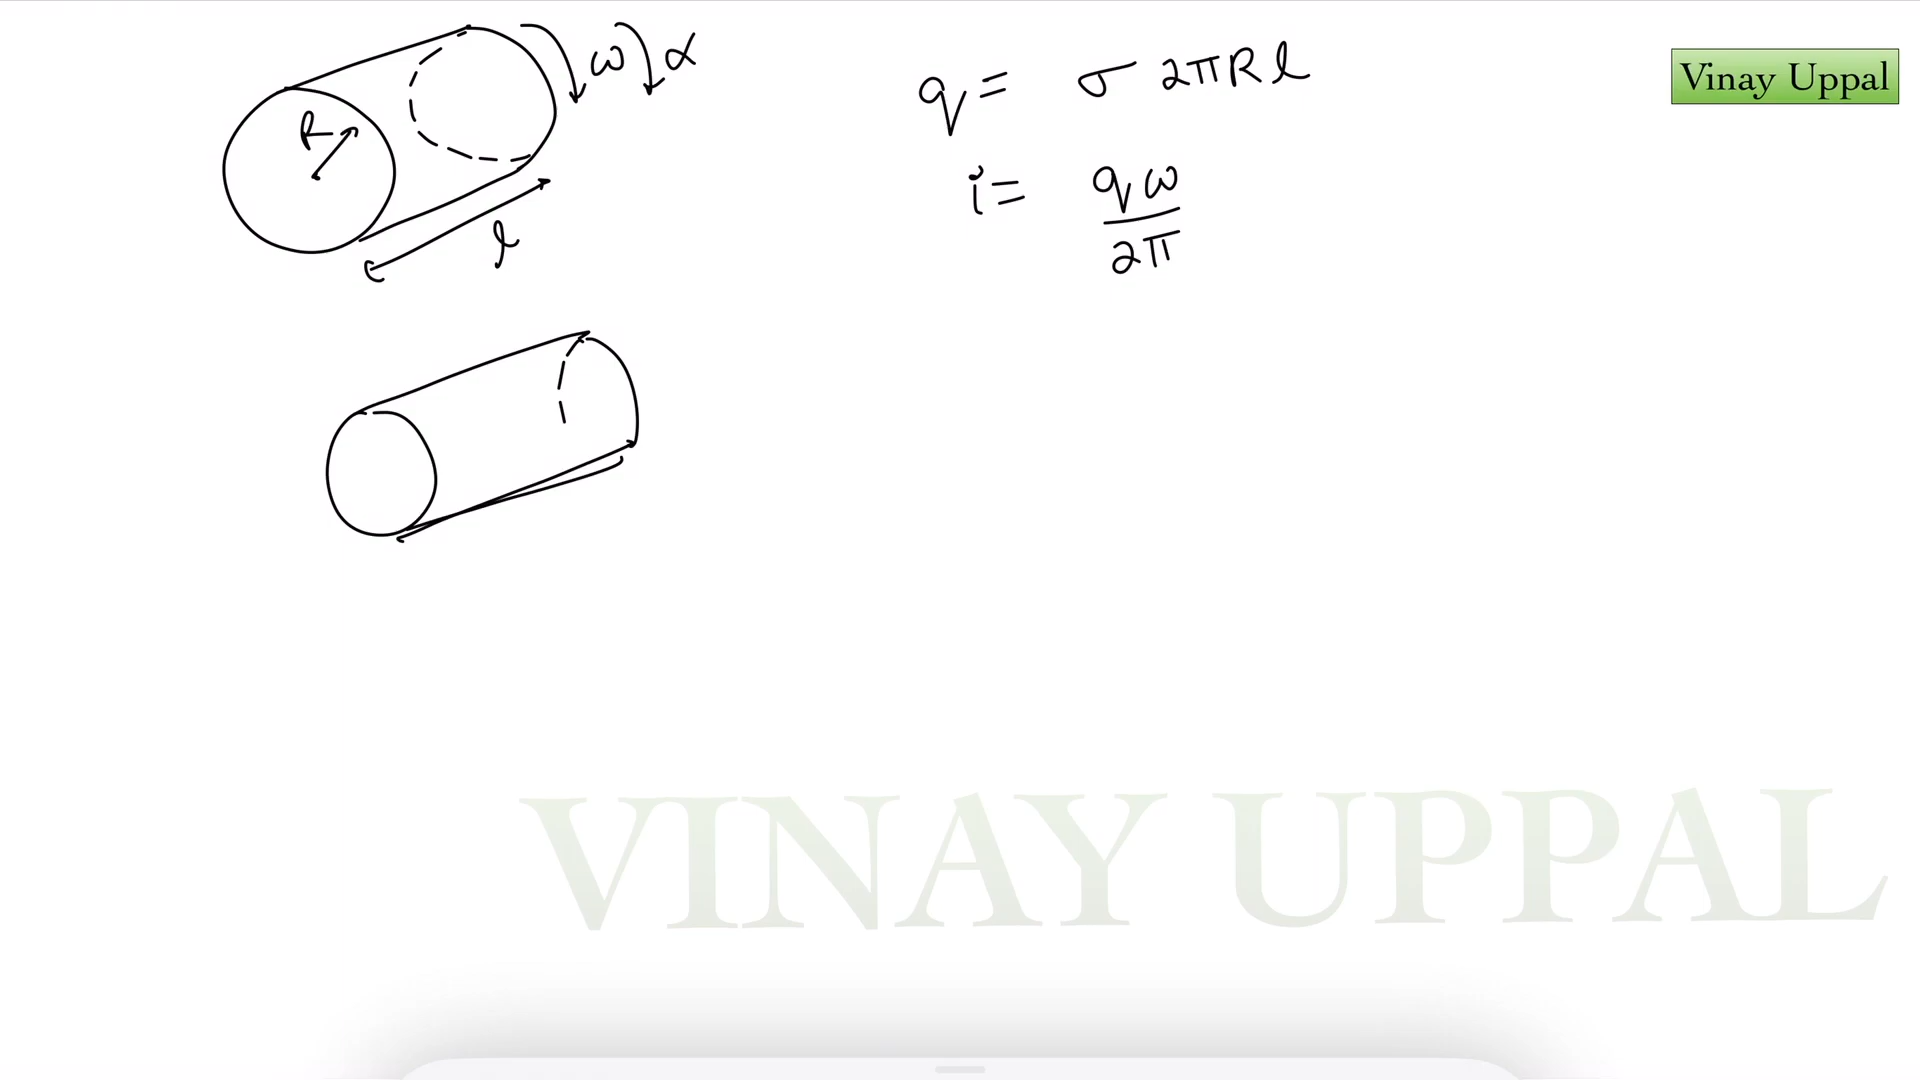 R
l
ω α
q = σ 2πRl
i = qω / 2π
Vinay Uppal
VINAY UPPAL